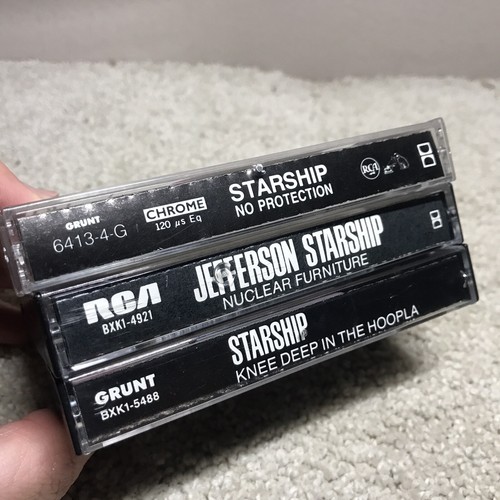 GRUNT
6413-4-G
CHROME
120 µs Eq
STARSHIP
NO PROTECTION
RCA
RCA
BXK1-4921
JEFFERSON STARSHIP
NUCLEAR FURNITURE
GRUNT
BXK1-5488
STARSHIP
KNEE DEEP IN THE HOOPLA